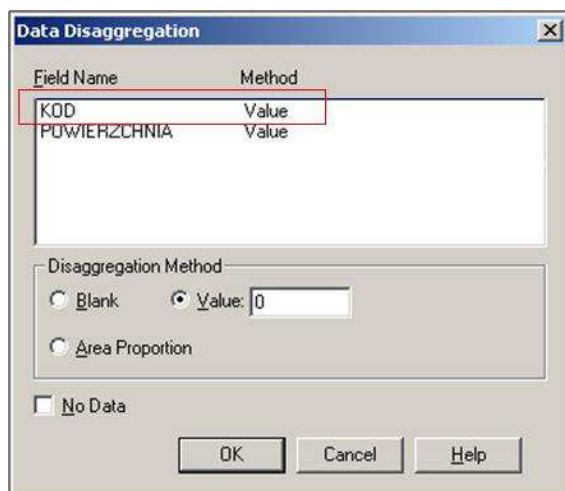 Data Disaggregation
Field Name Method
KOD Value
POWIERZCHNIA Value
Disaggregation Method
Blank Value: 0
Area Proportion
No Data
OK Cancel Help